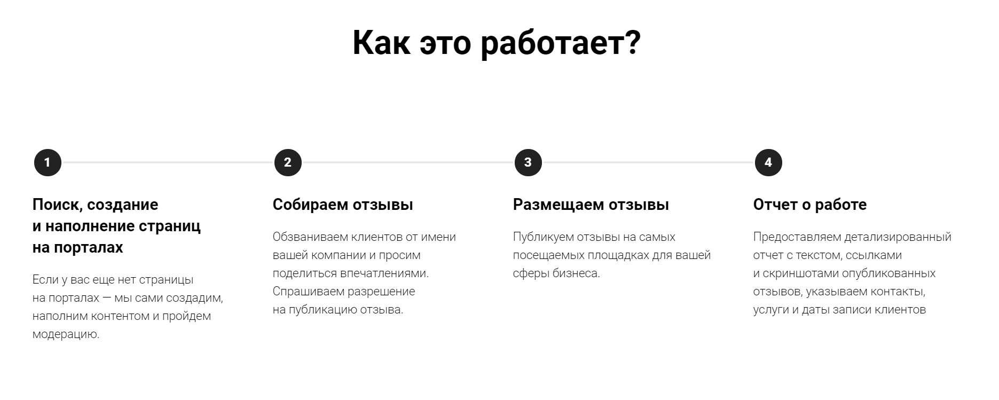 Как это работает?
1
Поиск, создание
и наполнение страниц
на порталах
Если у вас еще нет страницы
на порталах — мы сами создадим,
наполним контентом и пройдем
модерацию.
2
Собираем отзывы
Обзваниваем клиентов от имени
вашей компании и просим
поделиться впечатлениями.
Спрашиваем разрешение
на публикацию отзыва.
3
Размещаем отзывы
Публикуем отзывы на самых
посещаемых площадках для вашей
сферы бизнеса.
4
Отчет о работе
Предоставляем детализированный
отчет с текстом, ссылками
и скриншотами опубликованных
отзывов, указываем контакты,
услуги и даты записи клиентов